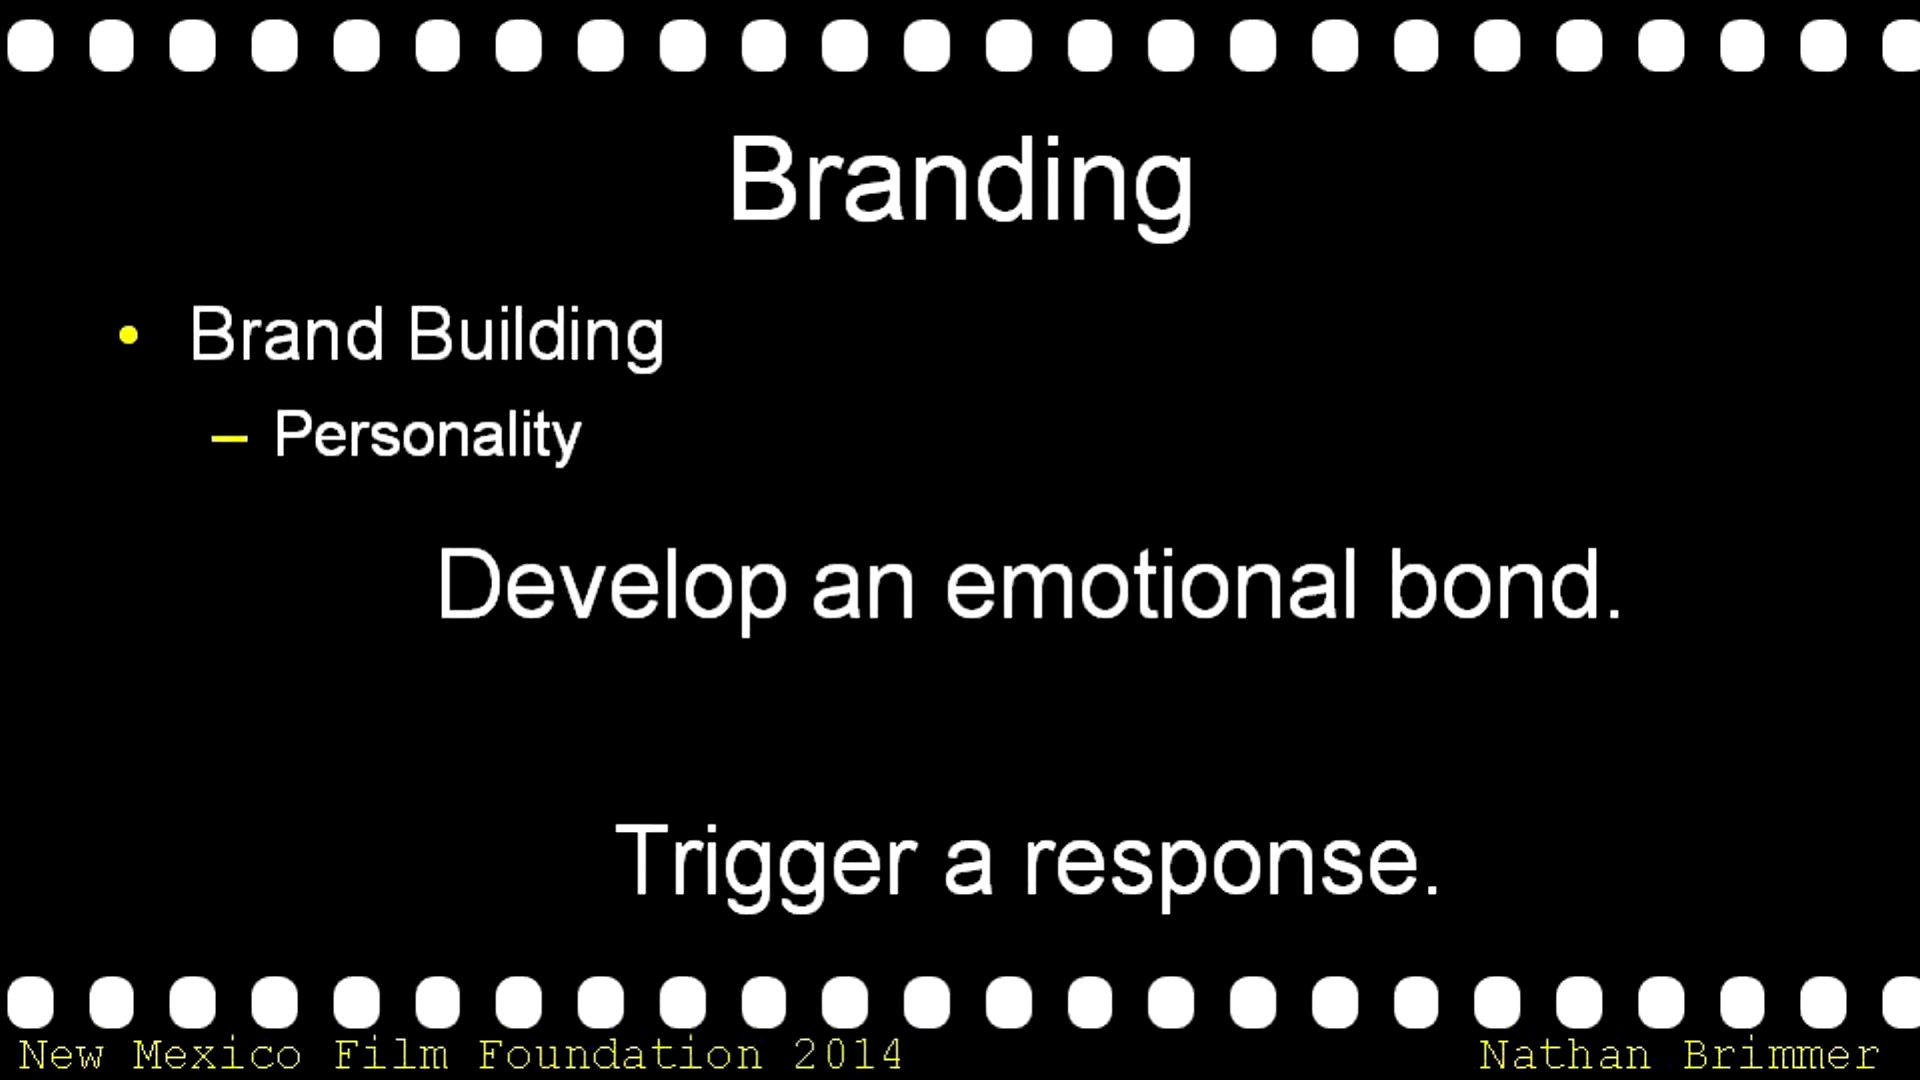 Branding
• Brand Building
– Personality
Develop an emotional bond.
Trigger a response.
New Mexico Film Foundation 2014
Nathan Brimmer